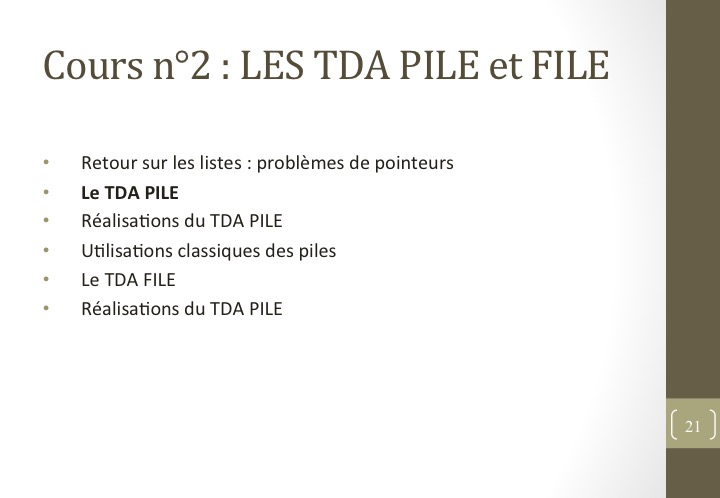 Cours n°2 : LES TDA PILE et FILE
• Retour sur les listes : problèmes de pointeurs
• Le TDA PILE
• Réalisations du TDA PILE
• Utilisations classiques des piles
• Le TDA FILE
• Réalisations du TDA PILE
21